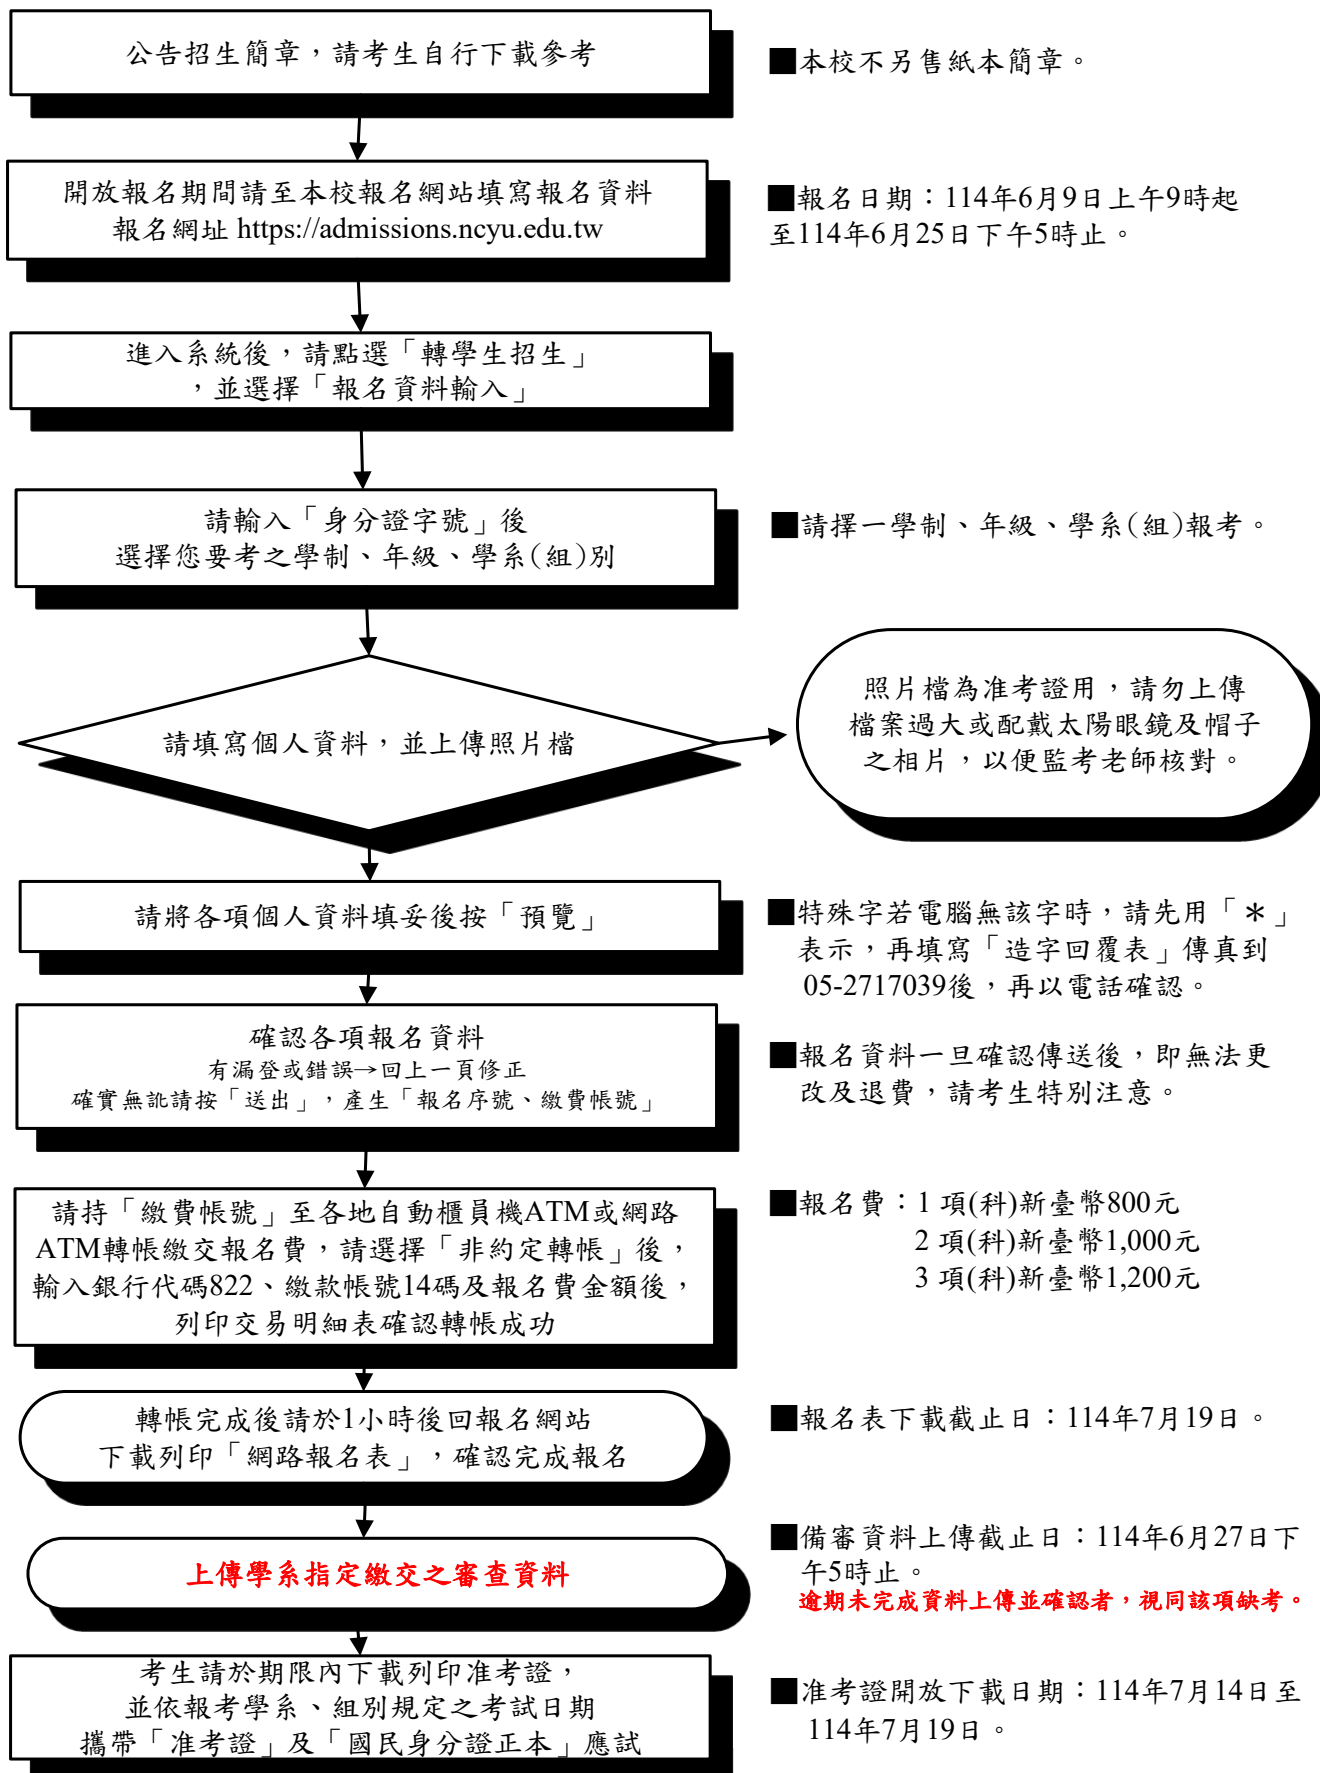 公告招生簡章，請考生自行下載參考
■本校不另售紙本簡章。
開放報名期間請至本校報名網站填寫報名資料
報名網址 https://admissions.ncyu.edu.tw
■報名日期：114年6月9日上午9時起
至114年6月25日下午5時止。
進入系統後，請點選「轉學生招生」
，並選擇「報名資料輸入」
請輸入「身分證字號」後
選擇您要考之學制、年級、學系(組)別
■請擇一學制、年級、學系(組)報考。
請填寫個人資料，並上傳照片檔
照片檔為准考證用，請勿上傳
檔案過大或配戴太陽眼鏡及帽子
之相片，以便監考老師核對。
請將各項個人資料填妥後按「預覽」
■特殊字若電腦無該字時，請先用「＊」
表示，再填寫「造字回覆表」傳真到
05-2717039後，再以電話確認。
確認各項報名資料
有漏登或錯誤→回上一頁修正
確實無訛請按「送出」，產生「報名序號、繳費帳號」
■報名資料一旦確認傳送後，即無法更
改及退費，請考生特別注意。
請持「繳費帳號」至各地自動櫃員機ATM或網路
ATM轉帳繳交報名費，請選擇「非約定轉帳」後，
輸入銀行代碼822、繳款帳號14碼及報名費金額後，
列印交易明細表確認轉帳成功
■報名費：1 項(科)新臺幣800元
2 項(科)新臺幣1,000元
3 項(科)新臺幣1,200元
轉帳完成後請於1小時後回報名網站
下載列印「網路報名表」，確認完成報名
■報名表下載截止日：114年7月19日。
上傳學系指定繳交之審查資料
■備審資料上傳截止日：114年6月27日下
午5時止。
逾期未完成資料上傳並確認者，視同該項缺考。
考生請於期限內下載列印准考證，
並依報考學系、組別規定之考試日期
攜帶「准考證」及「國民身分證正本」應試
■准考證開放下載日期：114年7月14日至
114年7月19日。